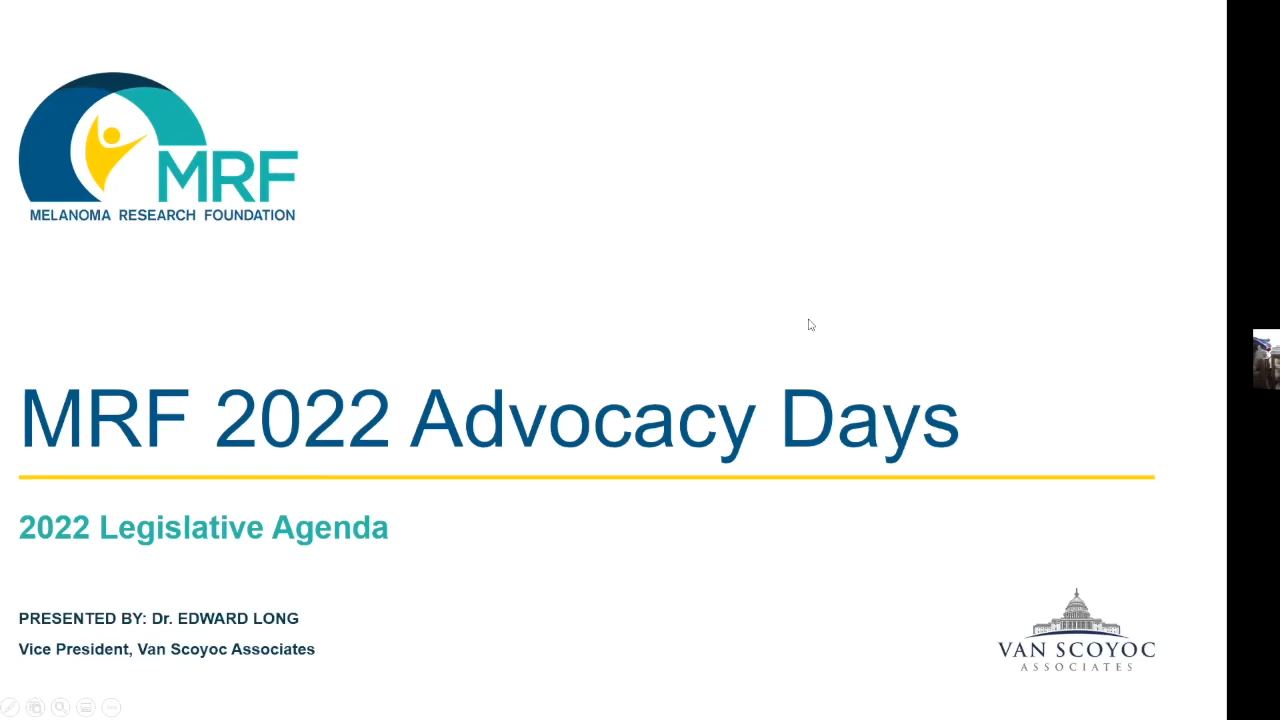 MRF
MELANOMA RESEARCH FOUNDATION
MRF 2022 Advocacy Days
2022 Legislative Agenda
PRESENTED BY: Dr. EDWARD LONG
Vice President, Van Scoyoc Associates
VAN SCOYOC
ASSOCIATES